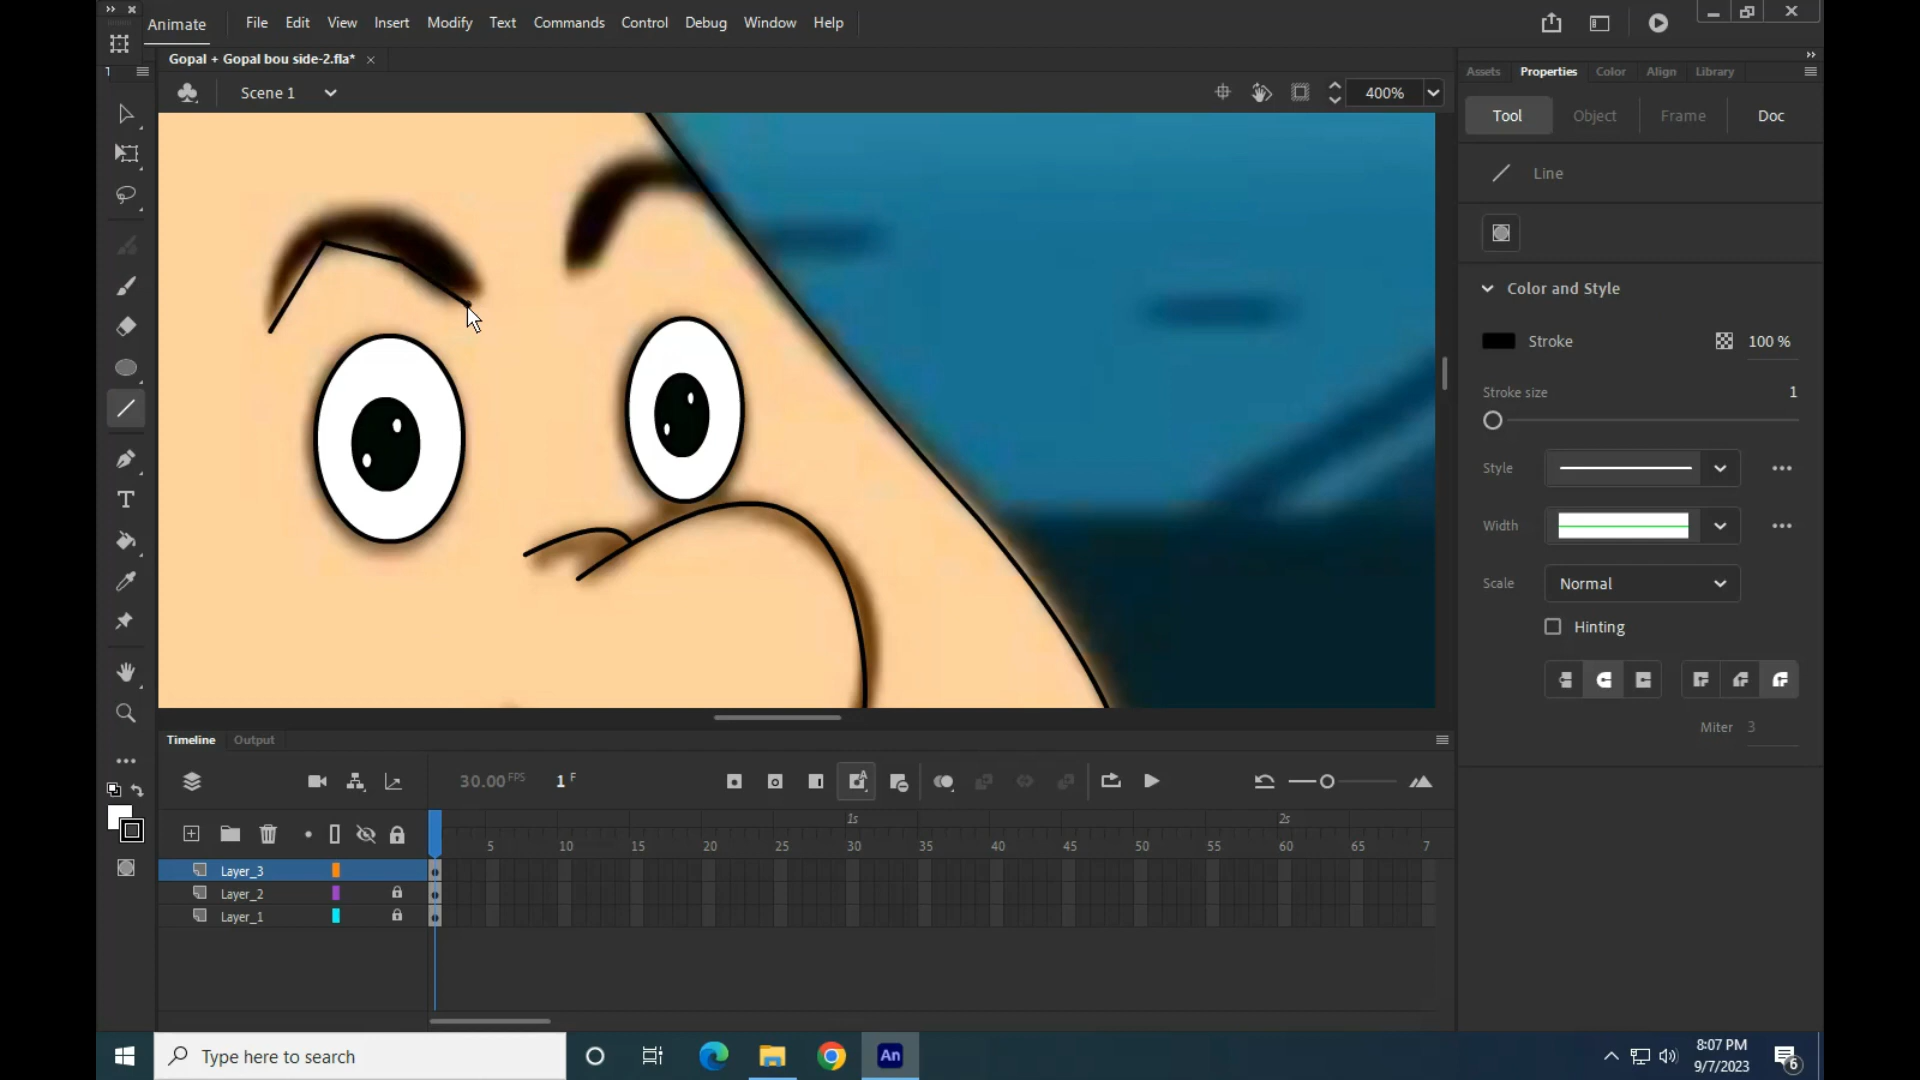 Animate File Edit View Insert Modify Text Commands Control Debug Window Help
Gopal + Gopal bou side-2.fla*
Scene 1
400%
Assets Properties Color Align Library
Tool Object Frame Doc
Line
Color and Style
Stroke 100 %
Stroke size 1
Style
Width
Scale Normal
Hinting
Miter 3
T
Timeline Output
30.00 FPS 1 F
1s 2s
5 10 15 20 25 30 35 40 45 50 55 60 65 7
Layer_3
Layer_2
Layer_1
Type here to search
An
8:07 PM
9/7/2023
6